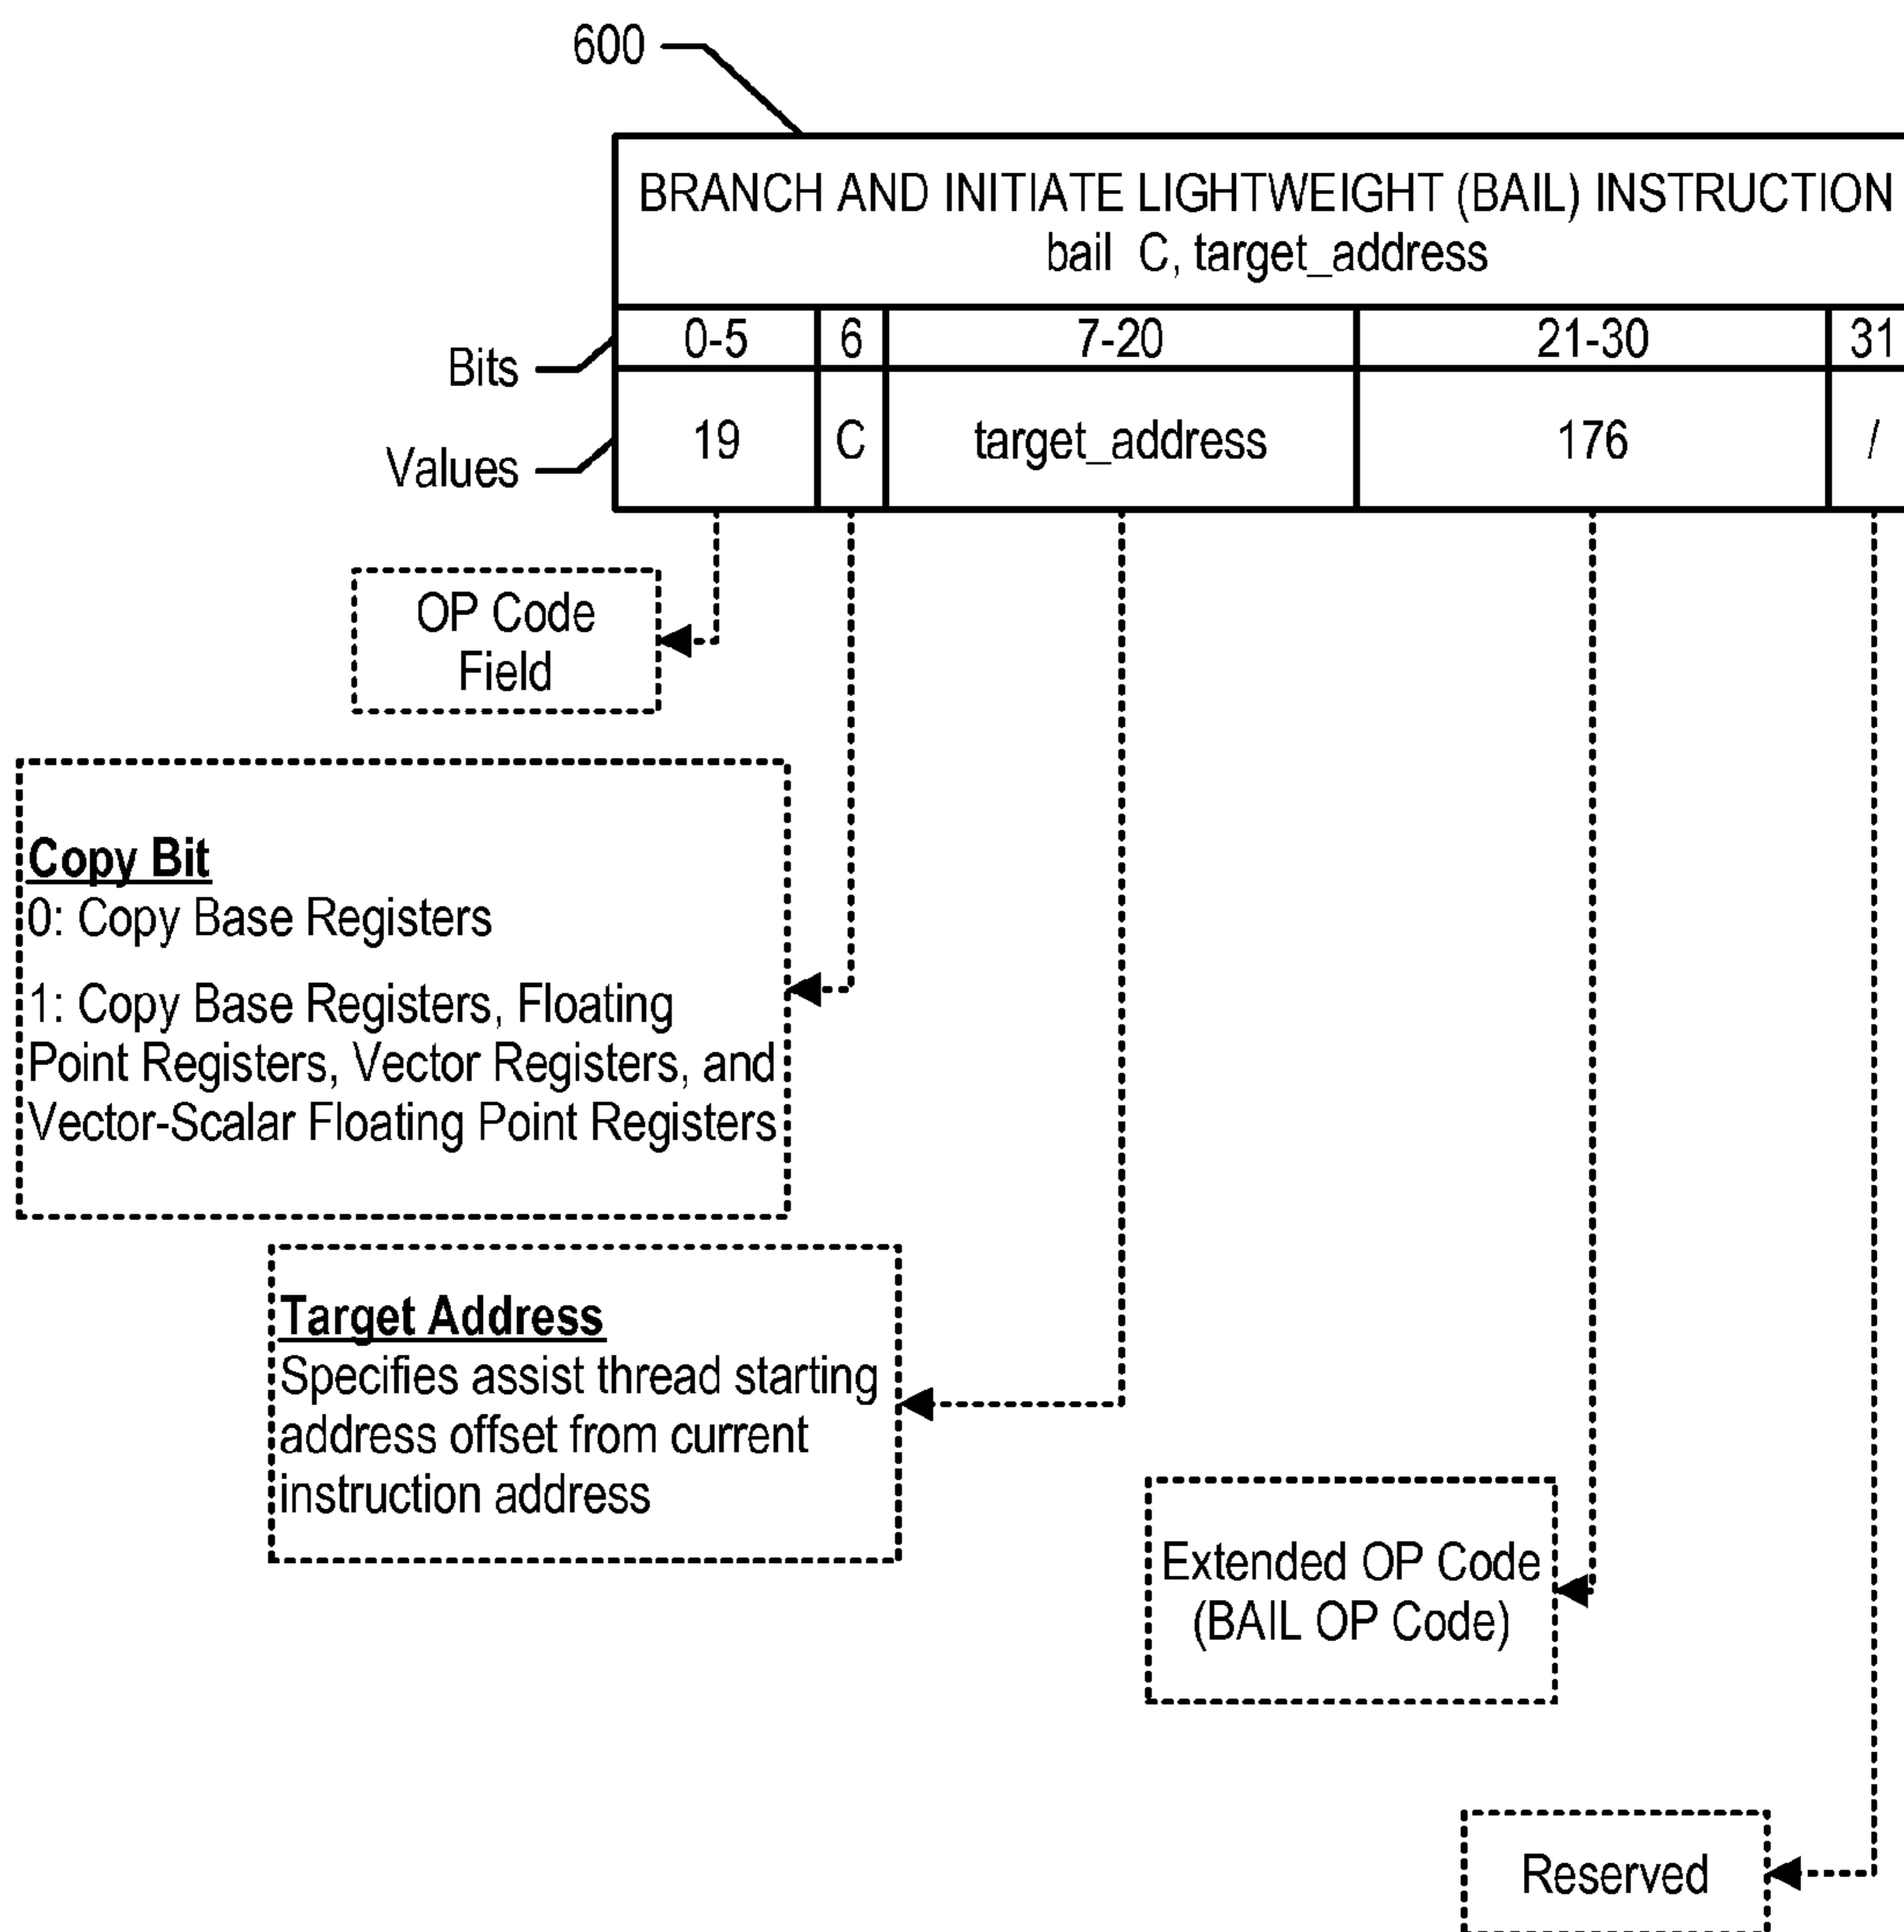 600
BRANCH AND INITIATE LIGHTWEIGHT (BAIL) INSTRUCTION
bail C, target_address
Bits
0-5 6 7-20 21-30 31
Values
19 C target_address 176 /
OP Code
Field
Copy Bit
0: Copy Base Registers
1: Copy Base Registers, Floating
Point Registers, Vector Registers, and
Vector-Scalar Floating Point Registers
Target Address
Specifies assist thread starting
address offset from current
instruction address
Extended OP Code
(BAIL OP Code)
Reserved